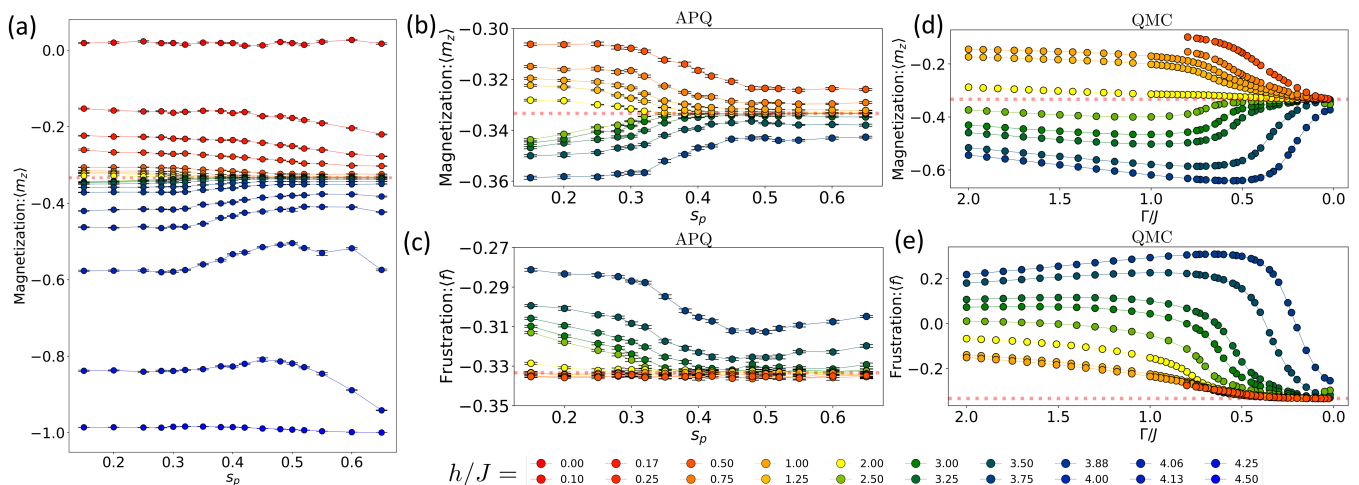 (a)
Magnetization:⟨m_z⟩
0.0
−0.2
−0.4
−0.6
−0.8
−1.0
0.2 0.3 0.4 0.5 0.6
s_p
(b)
APQ
Magnetization:⟨m_z⟩
−0.30
−0.32
−0.34
−0.36
0.2 0.3 0.4 0.5 0.6
s_p
(c)
APQ
Frustration:⟨f⟩
−0.27
−0.29
−0.31
−0.33
−0.35
0.2 0.3 0.4 0.5 0.6
s_p
(d)
QMC
Magnetization:⟨m_z⟩
−0.2
−0.4
−0.6
2.0 1.5 1.0 0.5 0.0
Γ/J
(e)
QMC
Frustration:⟨f⟩
0.2
0.0
−0.2
2.0 1.5 1.0 0.5 0.0
Γ/J
h/J =
0.00 0.17 0.50 1.00 2.00 3.00 3.50 3.88 4.06 4.25
0.10 0.25 0.75 1.25 2.50 3.25 3.75 4.00 4.13 4.50